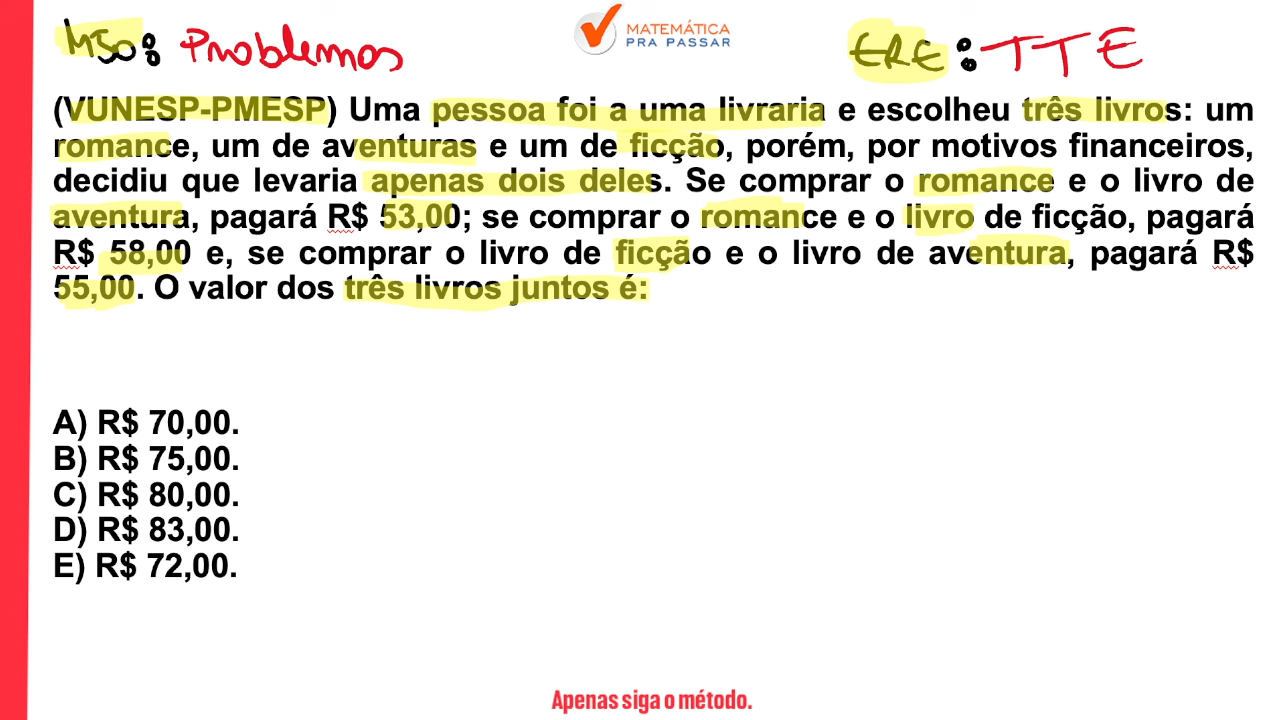 MSO: Problemas
MATEMÁTICA
PRA PASSAR
ERE: TTE
(VUNESP-PMESP) Uma pessoa foi a uma livraria e escolheu três livros: um
romance, um de aventuras e um de ficção, porém, por motivos financeiros,
decidiu que levaria apenas dois deles. Se comprar o romance e o livro de
aventura, pagará R$ 53,00; se comprar o romance e o livro de ficção, pagará
R$ 58,00 e, se comprar o livro de ficção e o livro de aventura, pagará R$
55,00. O valor dos três livros juntos é:
A) R$ 70,00.
B) R$ 75,00.
C) R$ 80,00.
D) R$ 83,00.
E) R$ 72,00.
Apenas siga o método.